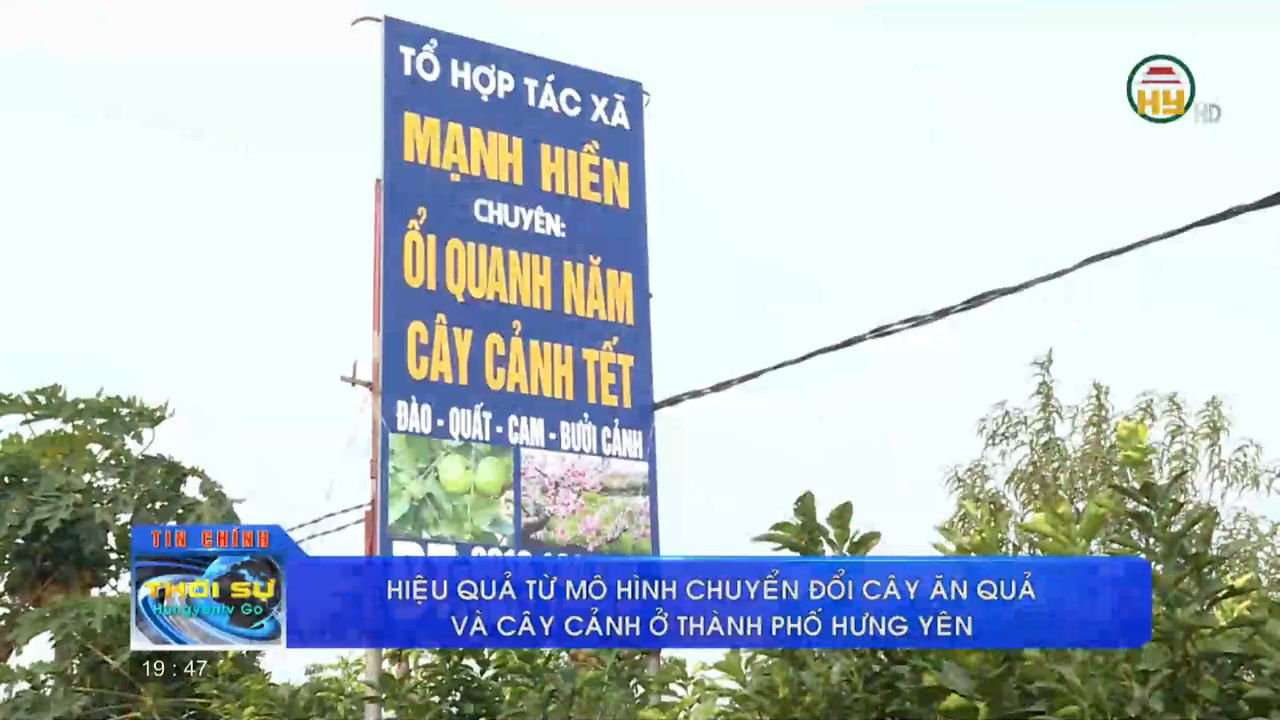 TỔ HỢP TÁC XÃ
MẠNH HIỀN
CHUYÊN:
ỔI QUANH NĂM
CÂY CẢNH TẾT
ĐÀO - QUẤT - CAM - BƯỞI CẢNH
HY HD
TIN CHÍNH
THỜI SỰ
Hungyentv Go
HIỆU QUẢ TỪ MÔ HÌNH CHUYỂN ĐỔI CÂY ĂN QUẢ
VÀ CÂY CẢNH Ở THÀNH PHỐ HƯNG YÊN
19 : 47